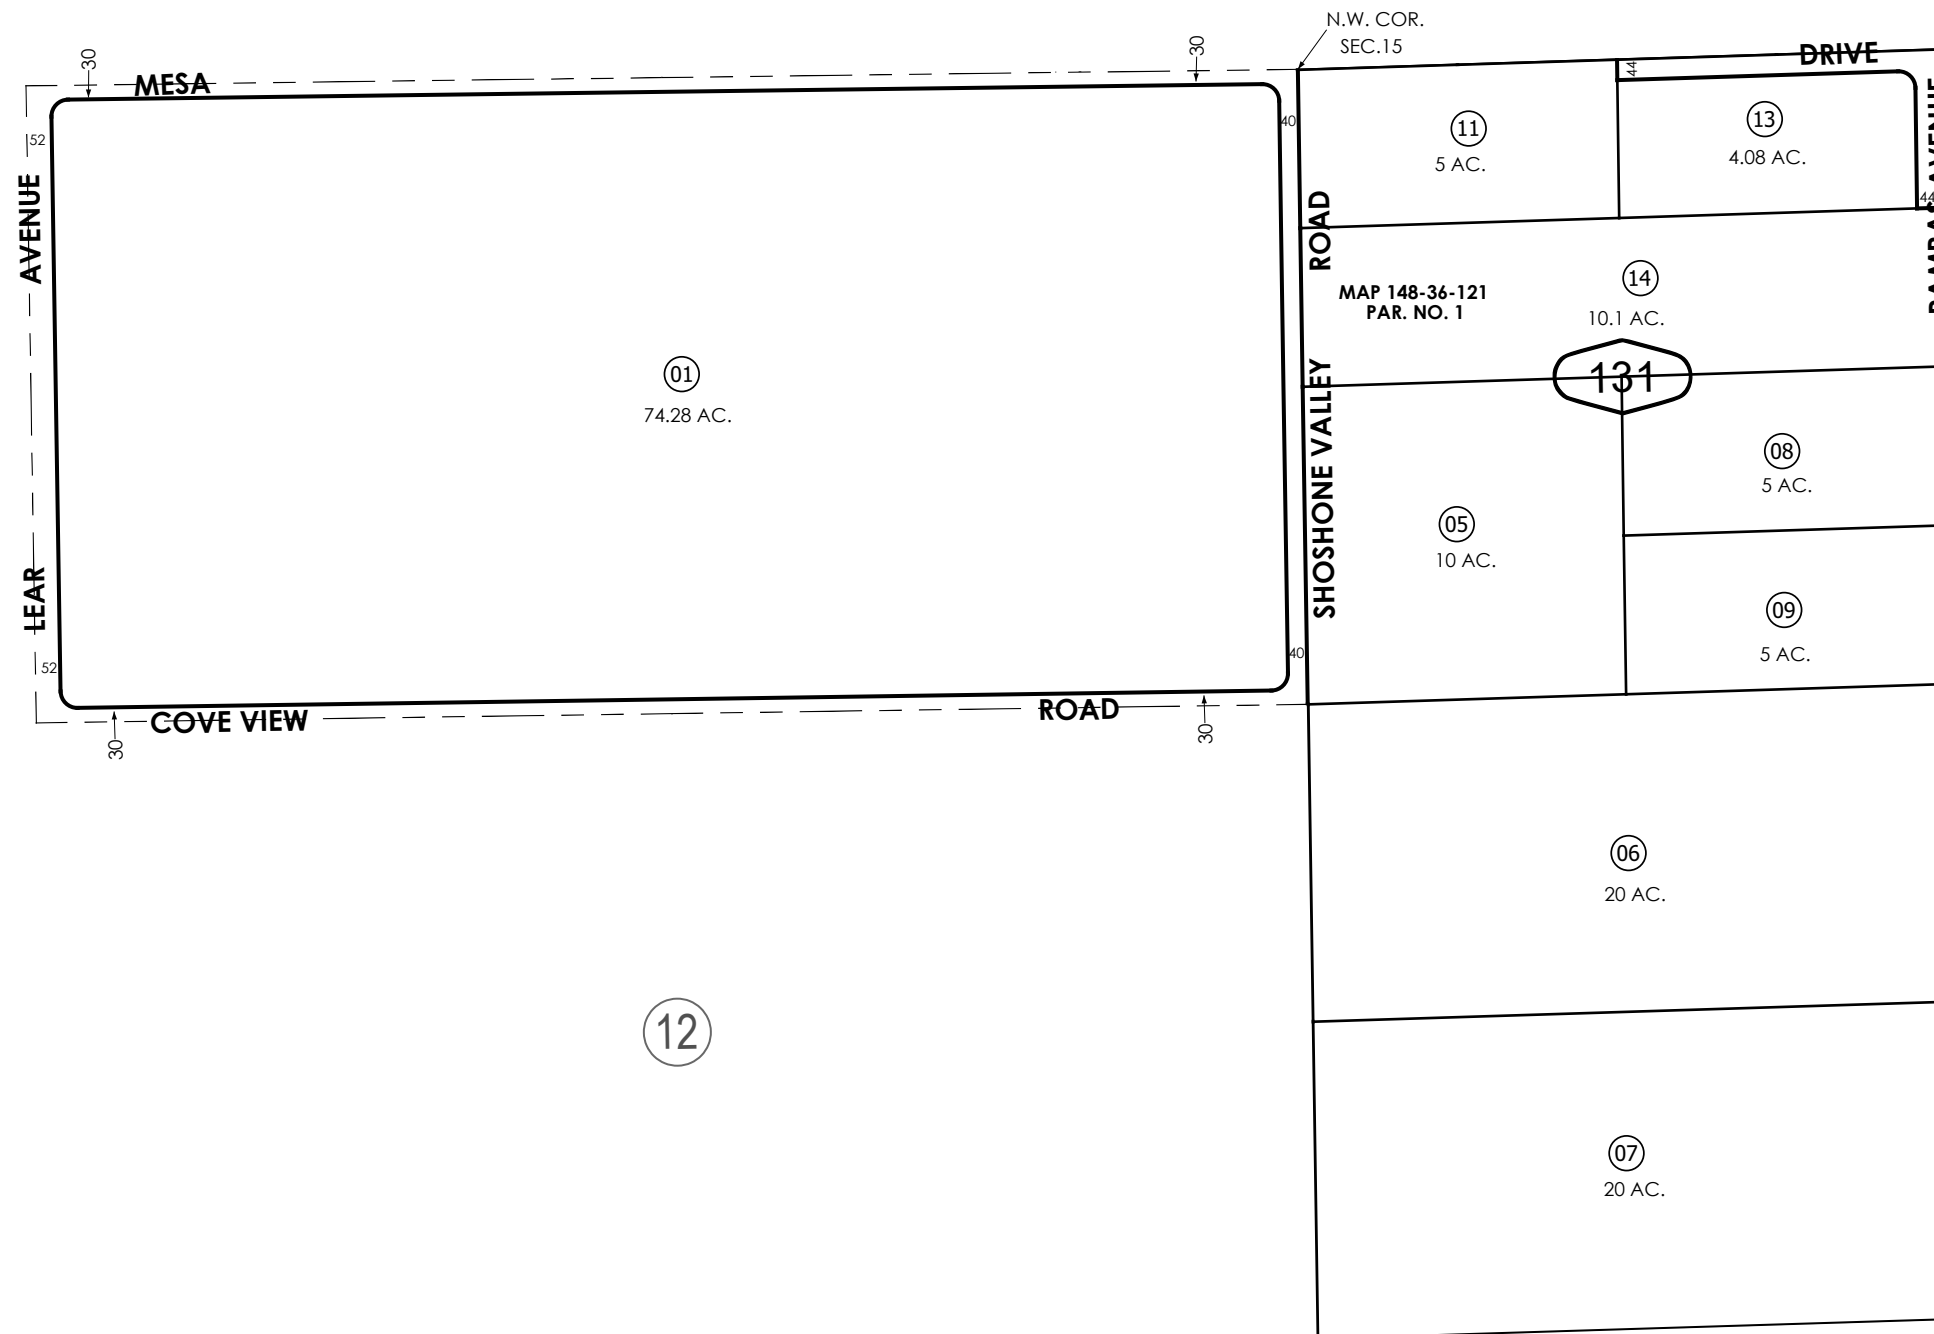 N.W. COR.
SEC.15
30
30
MESA
DRIVE
52
40
44
11
5 AC.
13
4.08 AC.
44
AVENUE
ROAD
AVENUE
MAP 148-36-121
PAR. NO. 1
14
10.1 AC.
01
74.28 AC.
131
SHOSHONE VALLEY
08
5 AC.
05
10 AC.
LEAR
09
5 AC.
52
40
COVE VIEW
ROAD
30
30
06
20 AC.
12
07
20 AC.